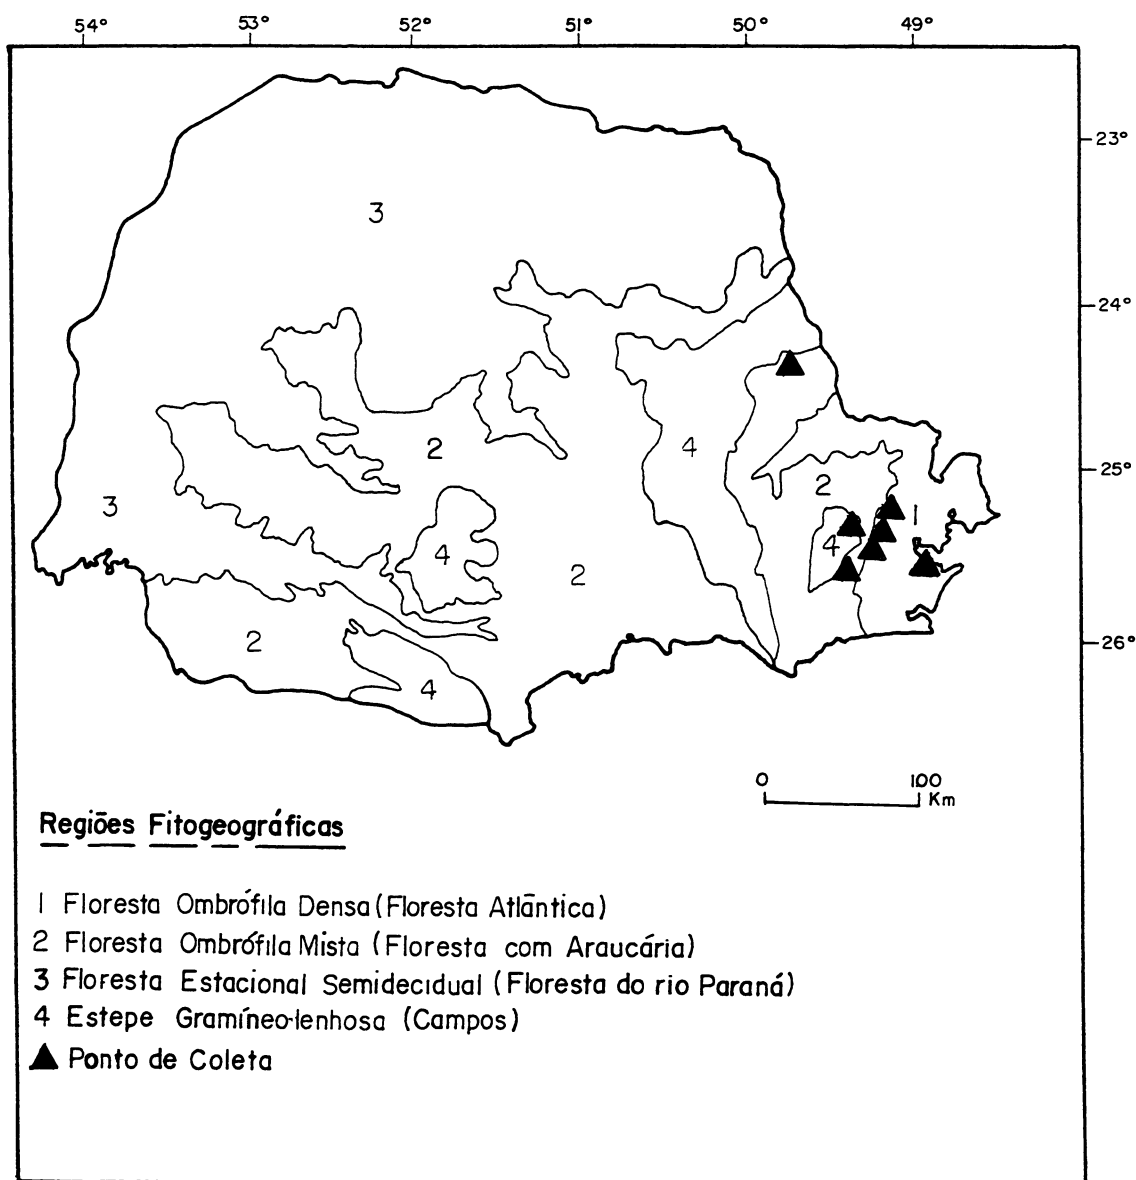 54° 53° 52° 51° 50° 49°
23°
3
24°
4
2
25°
2
3
1
4
4
2
2
26°
4
0 100
Km
Regiões Fitogeográficas
1 Floresta Ombrófila Densa (Floresta Atlântica)
2 Floresta Ombrófila Mista (Floresta com Araucária)
3 Floresta Estacional Semidecidual (Floresta do rio Paraná)
4 Estepe Gramíneo-lenhosa (Campos)
Ponto de Coleta